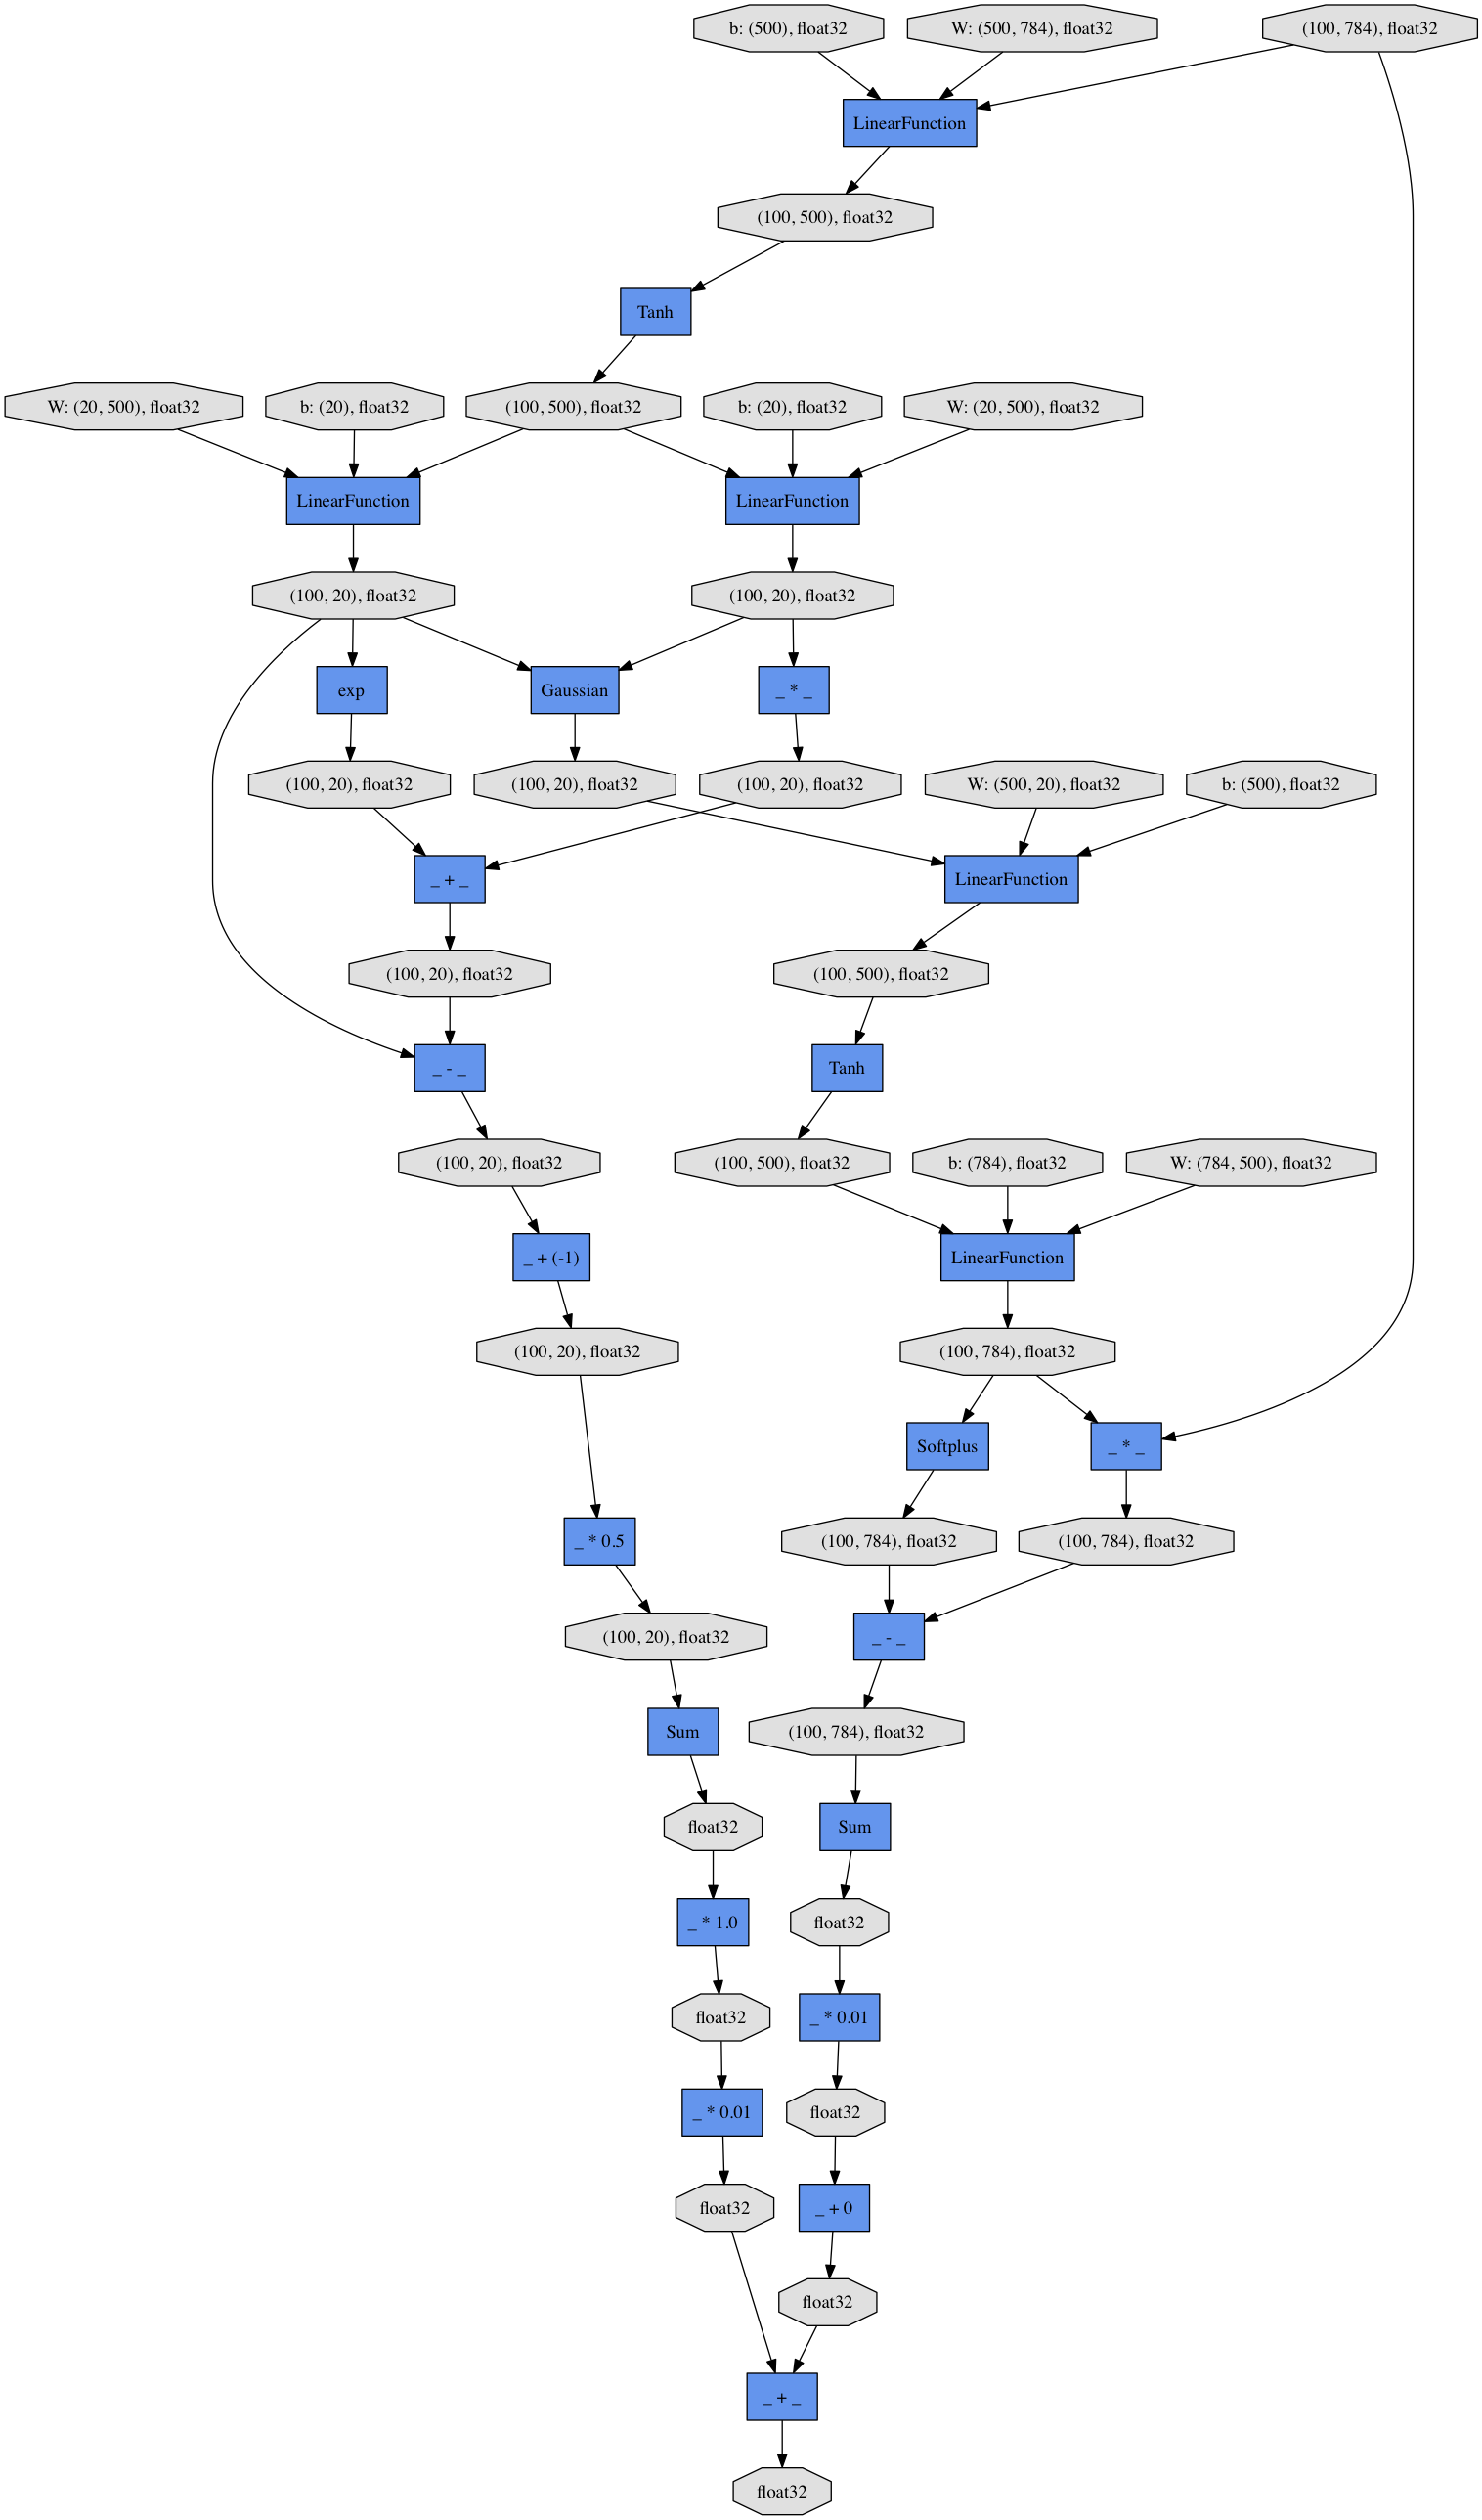 b: (500), float32
W: (500, 784), float32
(100, 784), float32
LinearFunction
(100, 500), float32
Tanh
W: (20, 500), float32
b: (20), float32
(100, 500), float32
b: (20), float32
W: (20, 500), float32
LinearFunction
LinearFunction
(100, 20), float32
(100, 20), float32
exp
Gaussian
_ * _
(100, 20), float32
(100, 20), float32
(100, 20), float32
W: (500, 20), float32
b: (500), float32
_ + _
LinearFunction
(100, 20), float32
(100, 500), float32
_ - _
Tanh
(100, 20), float32
(100, 500), float32
b: (784), float32
W: (784, 500), float32
_ + (-1)
LinearFunction
(100, 20), float32
(100, 784), float32
Softplus
_ * _
_ * 0.5
(100, 784), float32
(100, 784), float32
(100, 20), float32
_ - _
Sum
(100, 784), float32
float32
Sum
_ * 1.0
float32
float32
_ * 0.01
_ * 0.01
float32
float32
_ + 0
float32
_ + _
float32